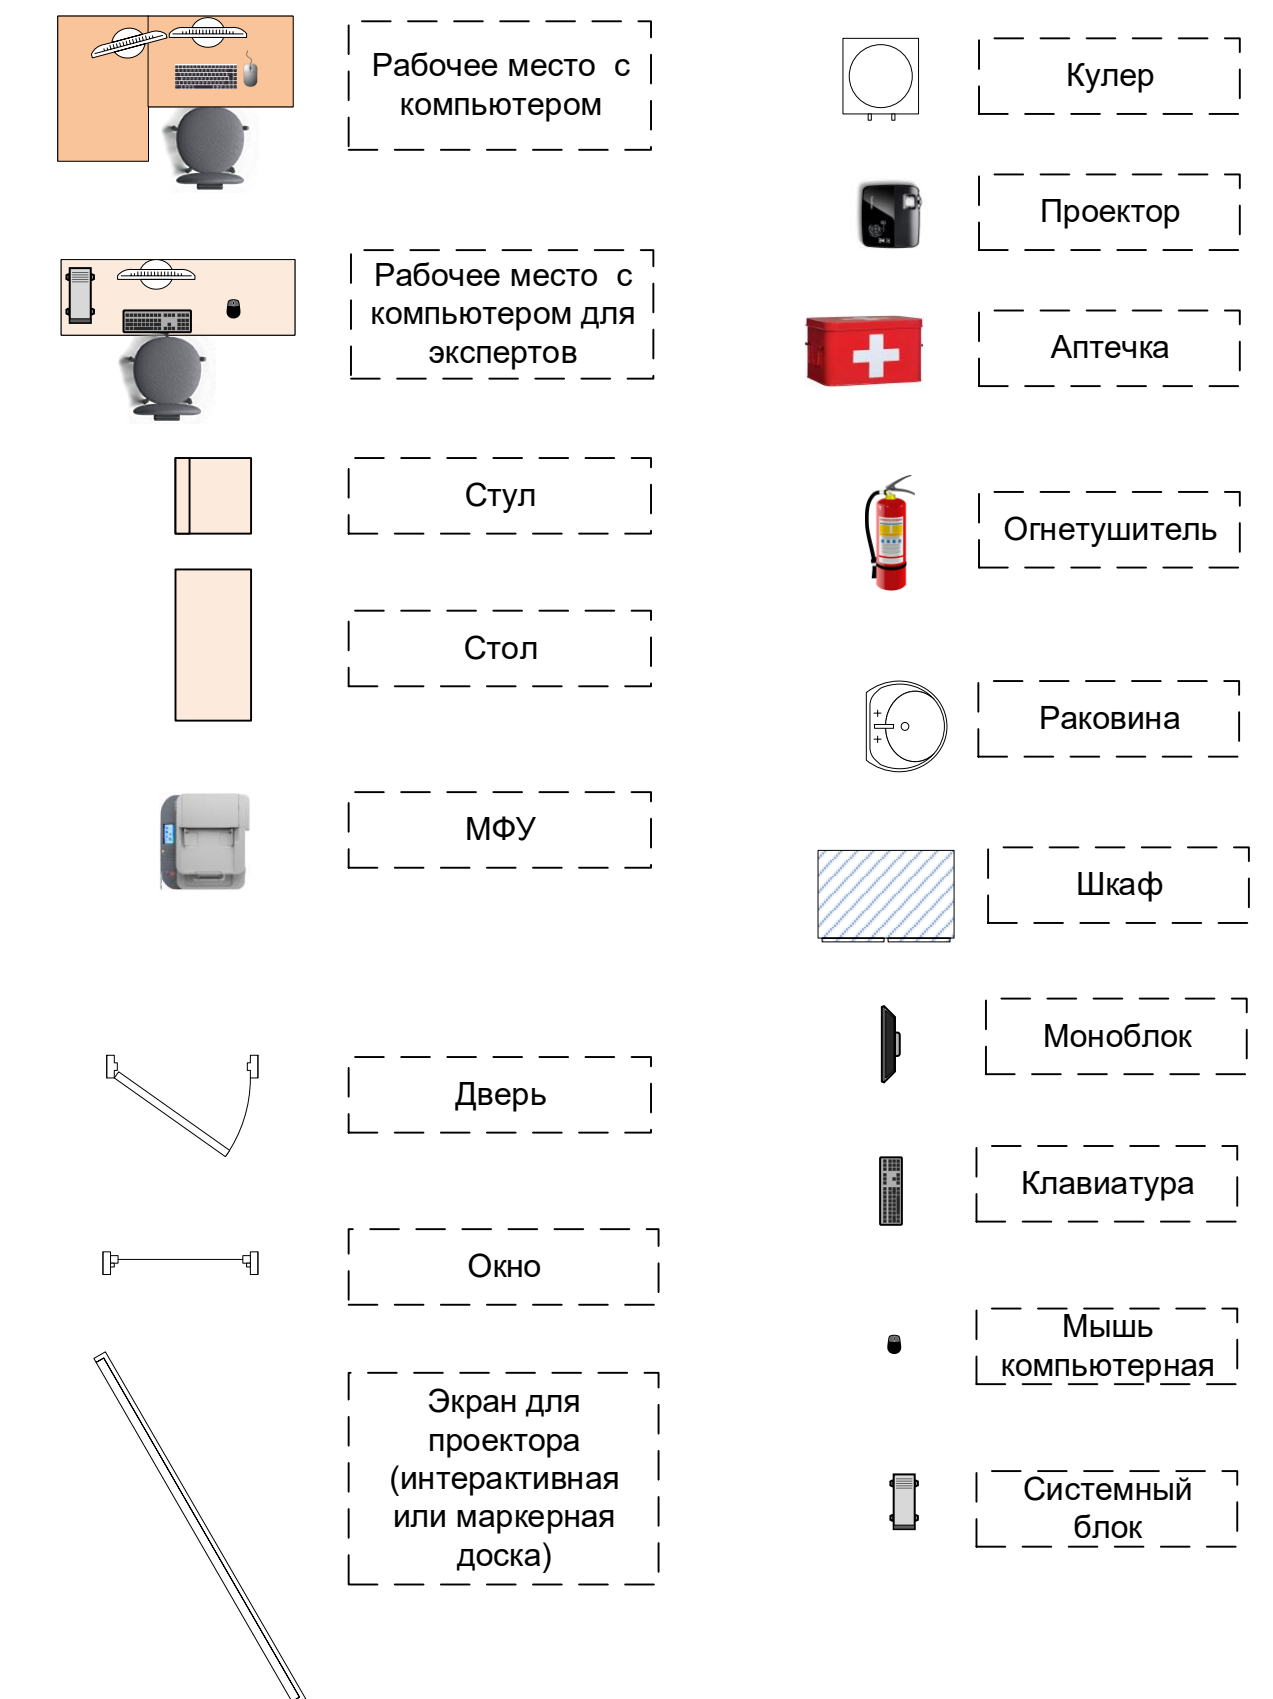 Рабочее место с
компьютером
Рабочее место с
компьютером для
экспертов
Стул
Стол
МФУ
Дверь
Окно
Экран для
проектора
(интерактивная
или маркерная
доска)
Кулер
Проектор
Аптечка
Огнетушитель
Раковина
Шкаф
Моноблок
Клавиатура
Мышь
компьютерная
Системный
блок